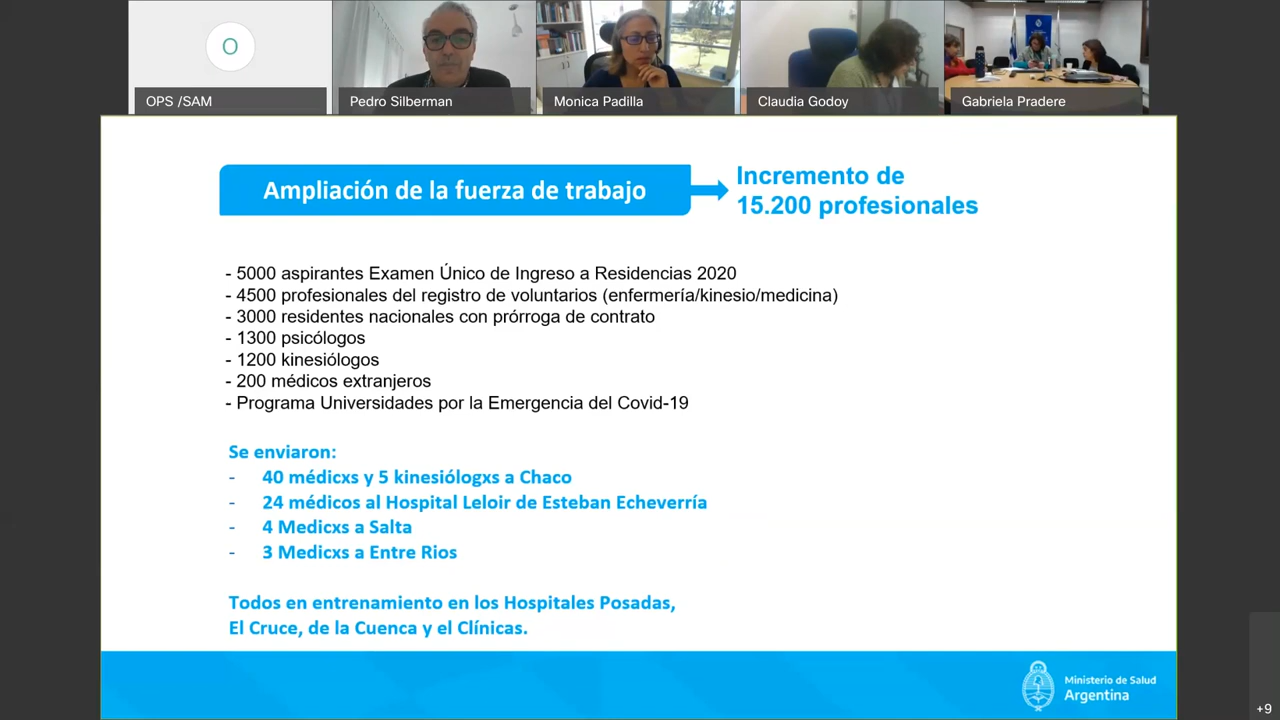 O
OPS /SAM
Pedro Silberman
Monica Padilla
Claudia Godoy
Gabriela Pradere
Ampliación de la fuerza de trabajo
Incremento de
15.200 profesionales
- 5000 aspirantes Examen Único de Ingreso a Residencias 2020
- 4500 profesionales del registro de voluntarios (enfermería/kinesio/medicina)
- 3000 residentes nacionales con prórroga de contrato
- 1300 psicólogos
- 1200 kinesiólogos
- 200 médicos extranjeros
- Programa Universidades por la Emergencia del Covid-19
Se enviaron:
- 40 médicxs y 5 kinesiólogxs a Chaco
- 24 médicos al Hospital Leloir de Esteban Echeverría
- 4 Medicxs a Salta
- 3 Medicxs a Entre Rios
Todos en entrenamiento en los Hospitales Posadas,
El Cruce, de la Cuenca y el Clínicas.
Ministerio de Salud
Argentina
+9